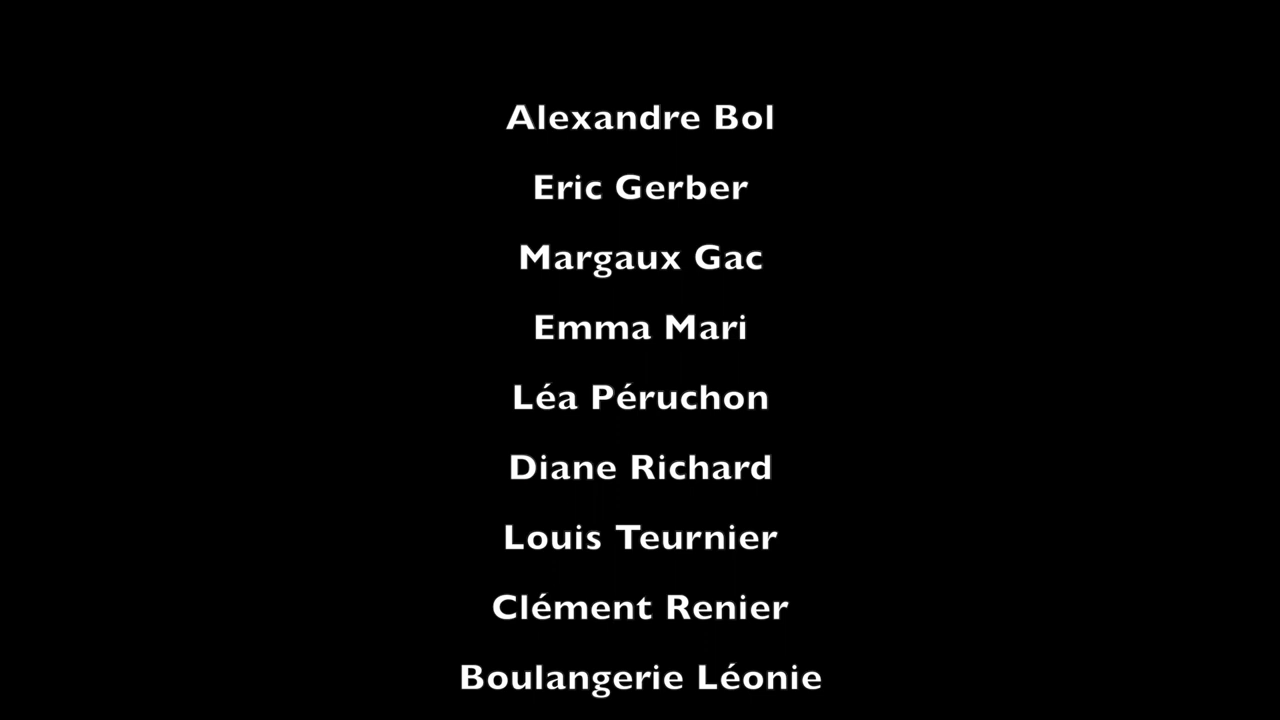 Alexandre Bol
Eric Gerber
Margaux Gac
Emma Mari
Léa Péruchon
Diane Richard
Louis Teurnier
Clément Renier
Boulangerie Léonie